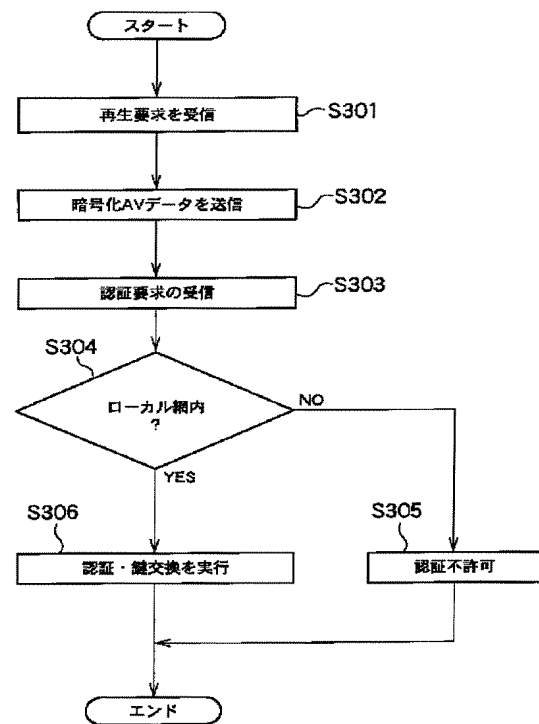 スタート
再生要求を受信
S301
暗号化AVデータを送信
S302
認証要求の受信
S303
S304
ローカル網内
?
NO
YES
S306
認証・鍵交換を実行
S305
認証不許可
エンド